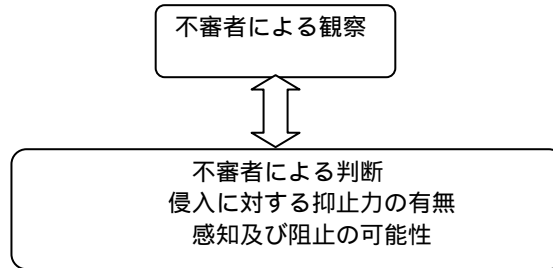 不審者による観察
不審者による判断
侵入に対する抑止力の有無
感知及び阻止の可能性